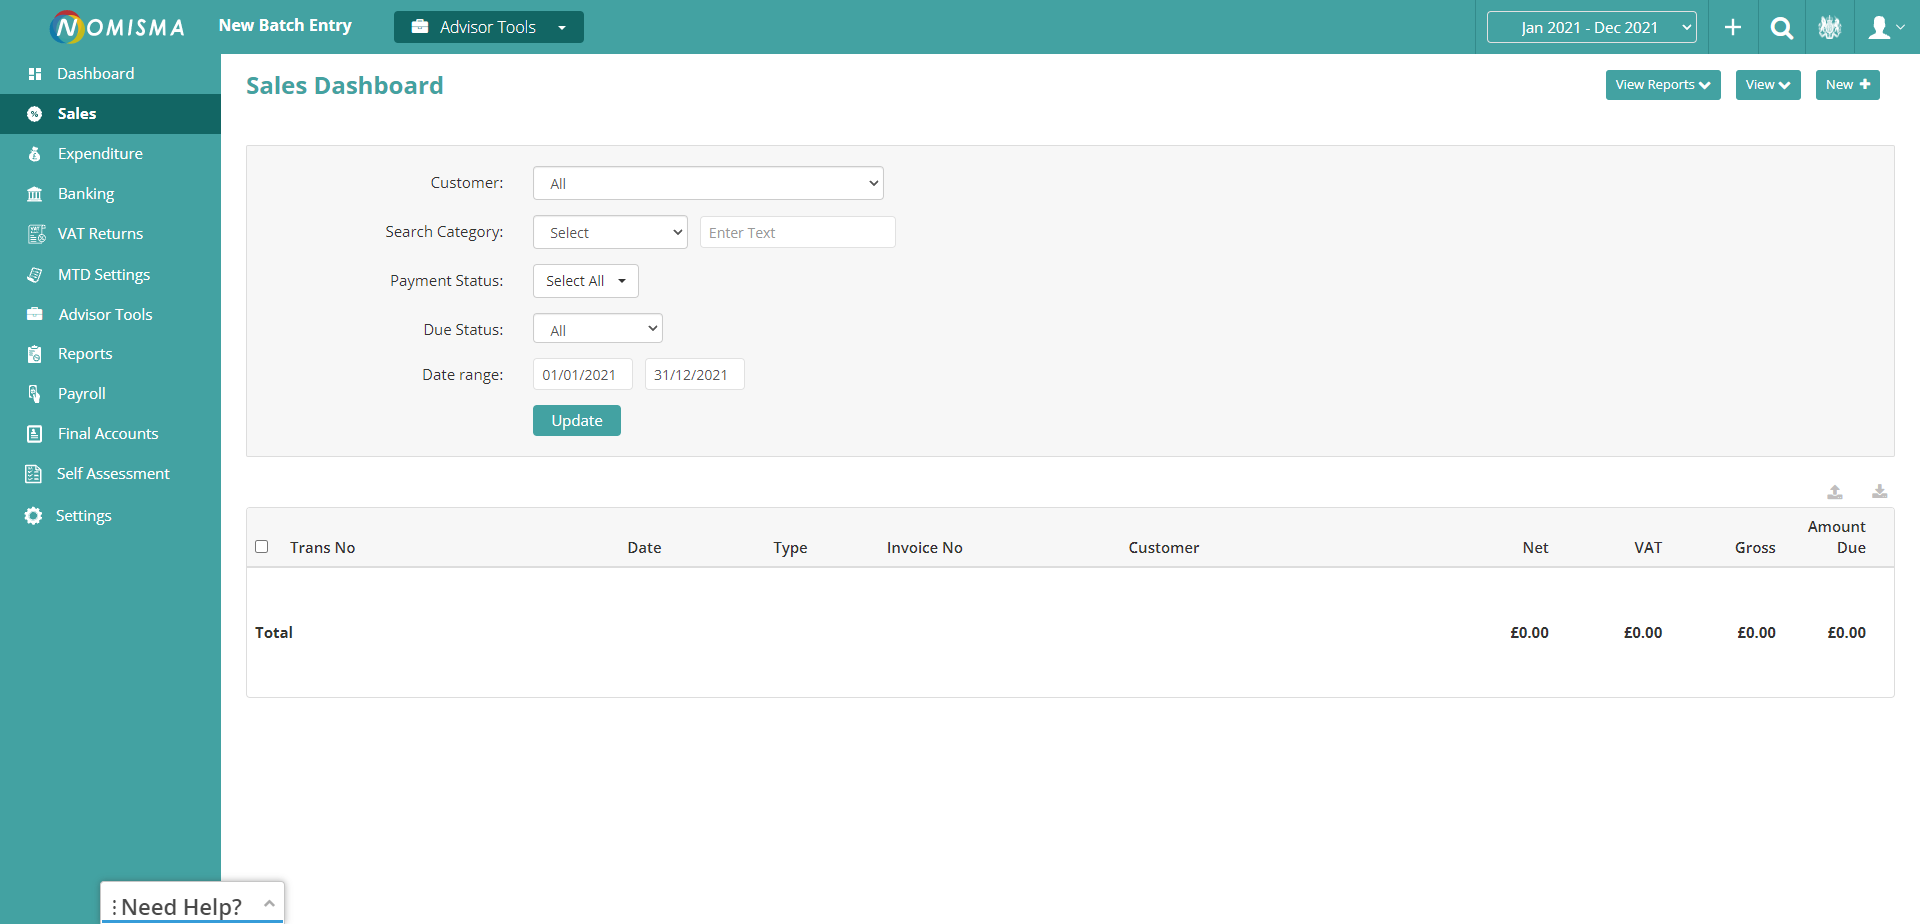 NOMISMA
New Batch Entry
Advisor Tools
Jan 2021 - Dec 2021
Dashboard
Sales
Expenditure
Banking
VAT Returns
MTD Settings
Advisor Tools
Reports
Payroll
Final Accounts
Self Assessment
Settings
Sales Dashboard
View Reports
View
New
Customer: All
Search Category: Select Enter Text
Payment Status: Select All
Due Status: All
Date range: 01/01/2021 31/12/2021
Update
Trans No Date Type Invoice No Customer Net VAT Gross Amount Due
Total £0.00 £0.00 £0.00 £0.00
Need Help?